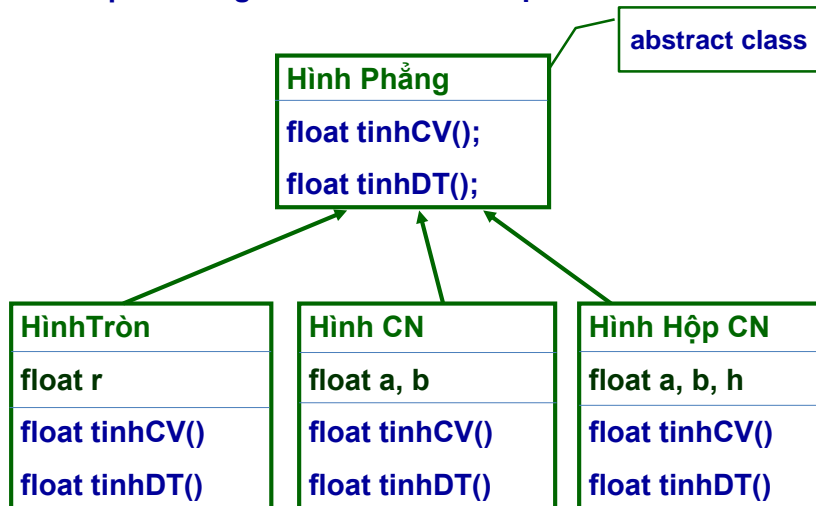 abstract class
Hình Phẳng
float tinhCV();
float tinhDT();
HìnhTròn
float r
float tinhCV()
float tinhDT()
Hình CN
float a, b
float tinhCV()
float tinhDT()
Hình Hộp CN
float a, b, h
float tinhCV()
float tinhDT()